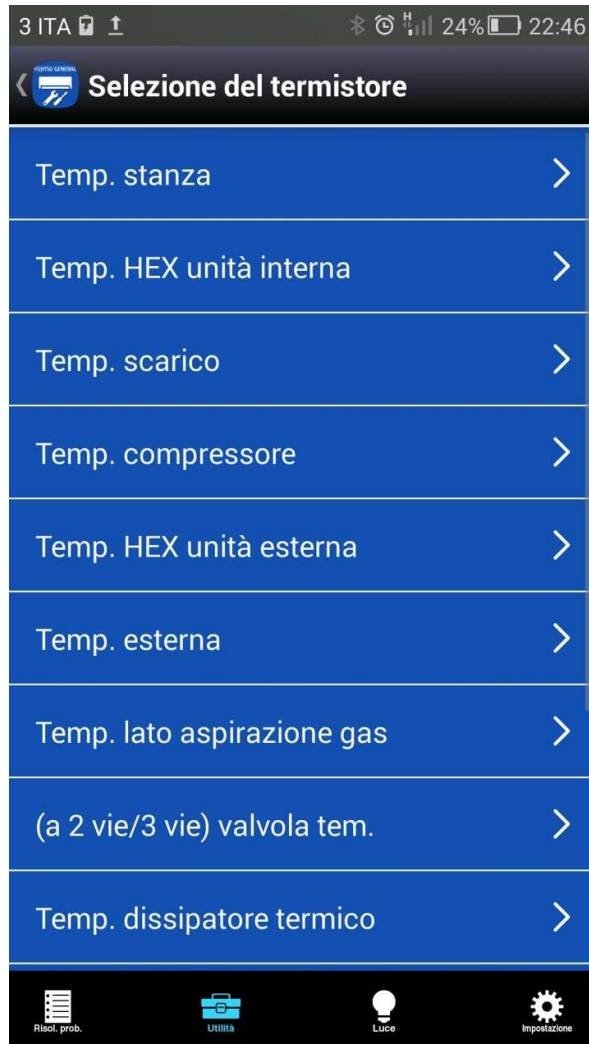 3 ITA 24% 22:46
FUJITSU GENERAL
Selezione del termistore
Temp. stanza
Temp. HEX unità interna
Temp. scarico
Temp. compressore
Temp. HEX unità esterna
Temp. esterna
Temp. lato aspirazione gas
(a 2 vie/3 vie) valvola tem.
Temp. dissipatore termico
Risol. prob. Utilità Luce Impostazione